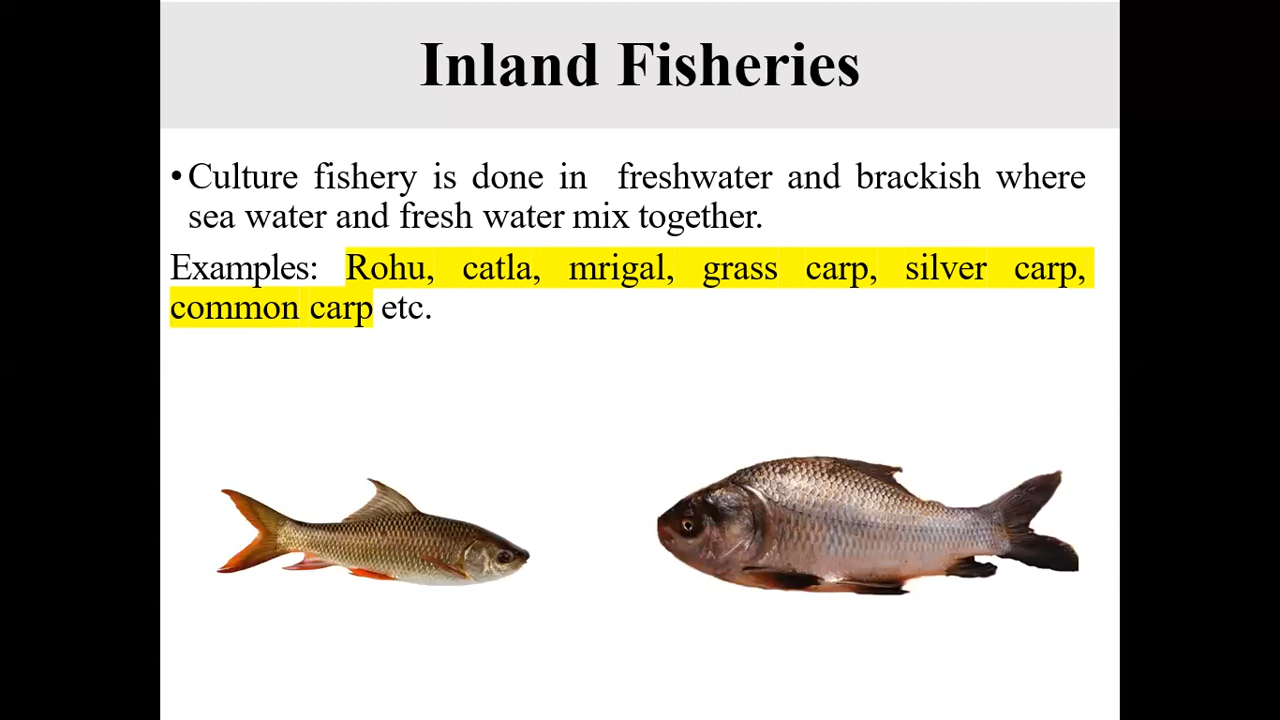 Inland Fisheries
•Culture fishery is done in freshwater and brackish where
sea water and fresh water mix together.
Examples: Rohu, catla, mrigal, grass carp, silver carp,
common carp etc.